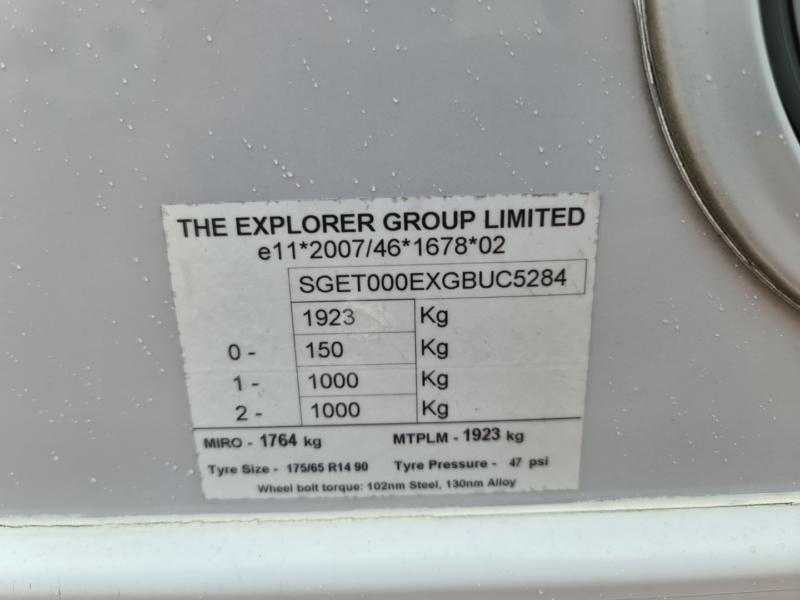 THE EXPLORER GROUP LIMITED
e11*2007/46*1678*02
SGET000EXGBUC5284
1923 Kg
0 - 150 Kg
1 - 1000 Kg
2 - 1000 Kg
MIRO - 1764 kg MTPLM - 1923 kg
Tyre Size - 175/65 R14 90 Tyre Pressure - 47 psi
Wheel bolt torque: 102nm Steel, 130nm Alloy